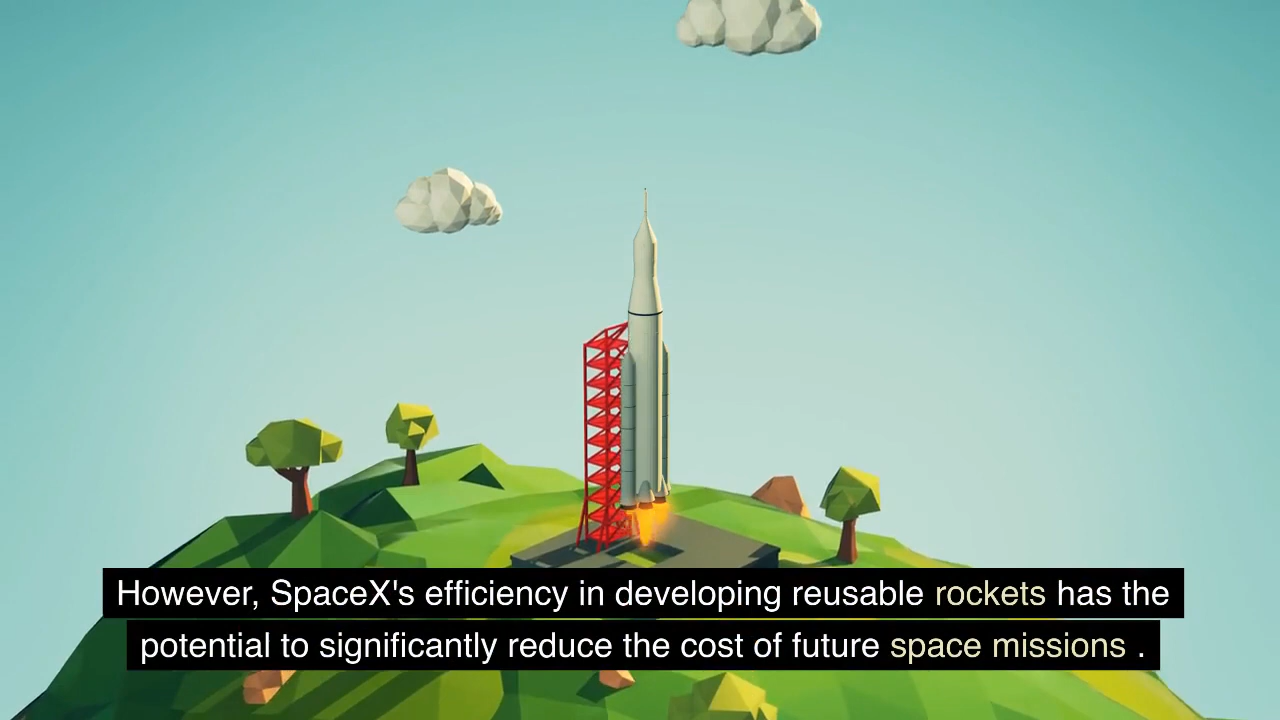 However, SpaceX's efficiency in developing reusable rockets has the
potential to significantly reduce the cost of future space missions .